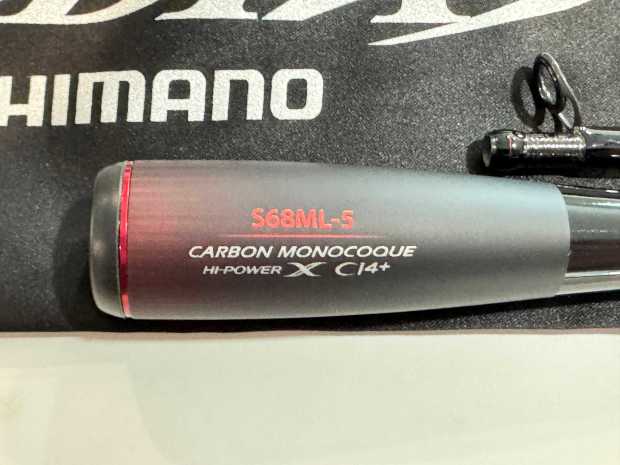 HIMANO
S68ML-5
CARBON MONOCOQUE
HI-POWER X CI4+